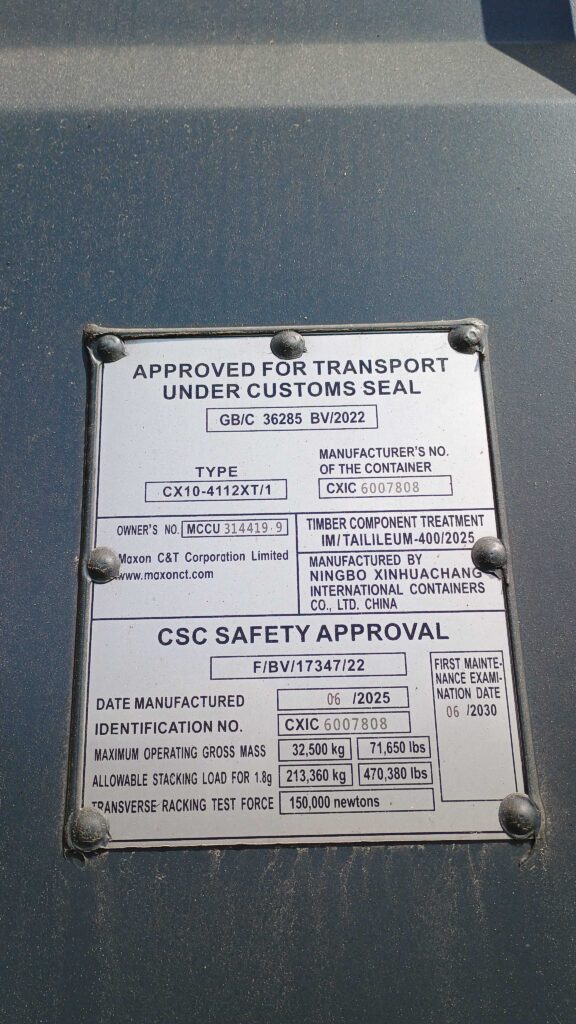 APPROVED FOR TRANSPORT
UNDER CUSTOMS SEAL
GB/C 36285 BV/2022
TYPE
CX10-4112XT/1
MANUFACTURER'S NO.
OF THE CONTAINER
CXIC 6007808
OWNER'S NO. MCCU 314419 9
Maxon C&T Corporation Limited
www.maxonct.com
TIMBER COMPONENT TREATMENT
IM/TAILILEUM-400/2025
MANUFACTURED BY
NINGBO XINHUACHANG
INTERNATIONAL CONTAINERS
CO., LTD. CHINA
CSC SAFETY APPROVAL
F/BV/17347/22
DATE MANUFACTURED 06 /2025
IDENTIFICATION NO. CXIC 6007808
MAXIMUM OPERATING GROSS MASS 32,500 kg 71,650 lbs
ALLOWABLE STACKING LOAD FOR 1.8g 213,360 kg 470,380 lbs
TRANSVERSE RACKING TEST FORCE 150,000 newtons
FIRST MAINTE-
NANCE EXAMI-
NATION DATE
06 /2030